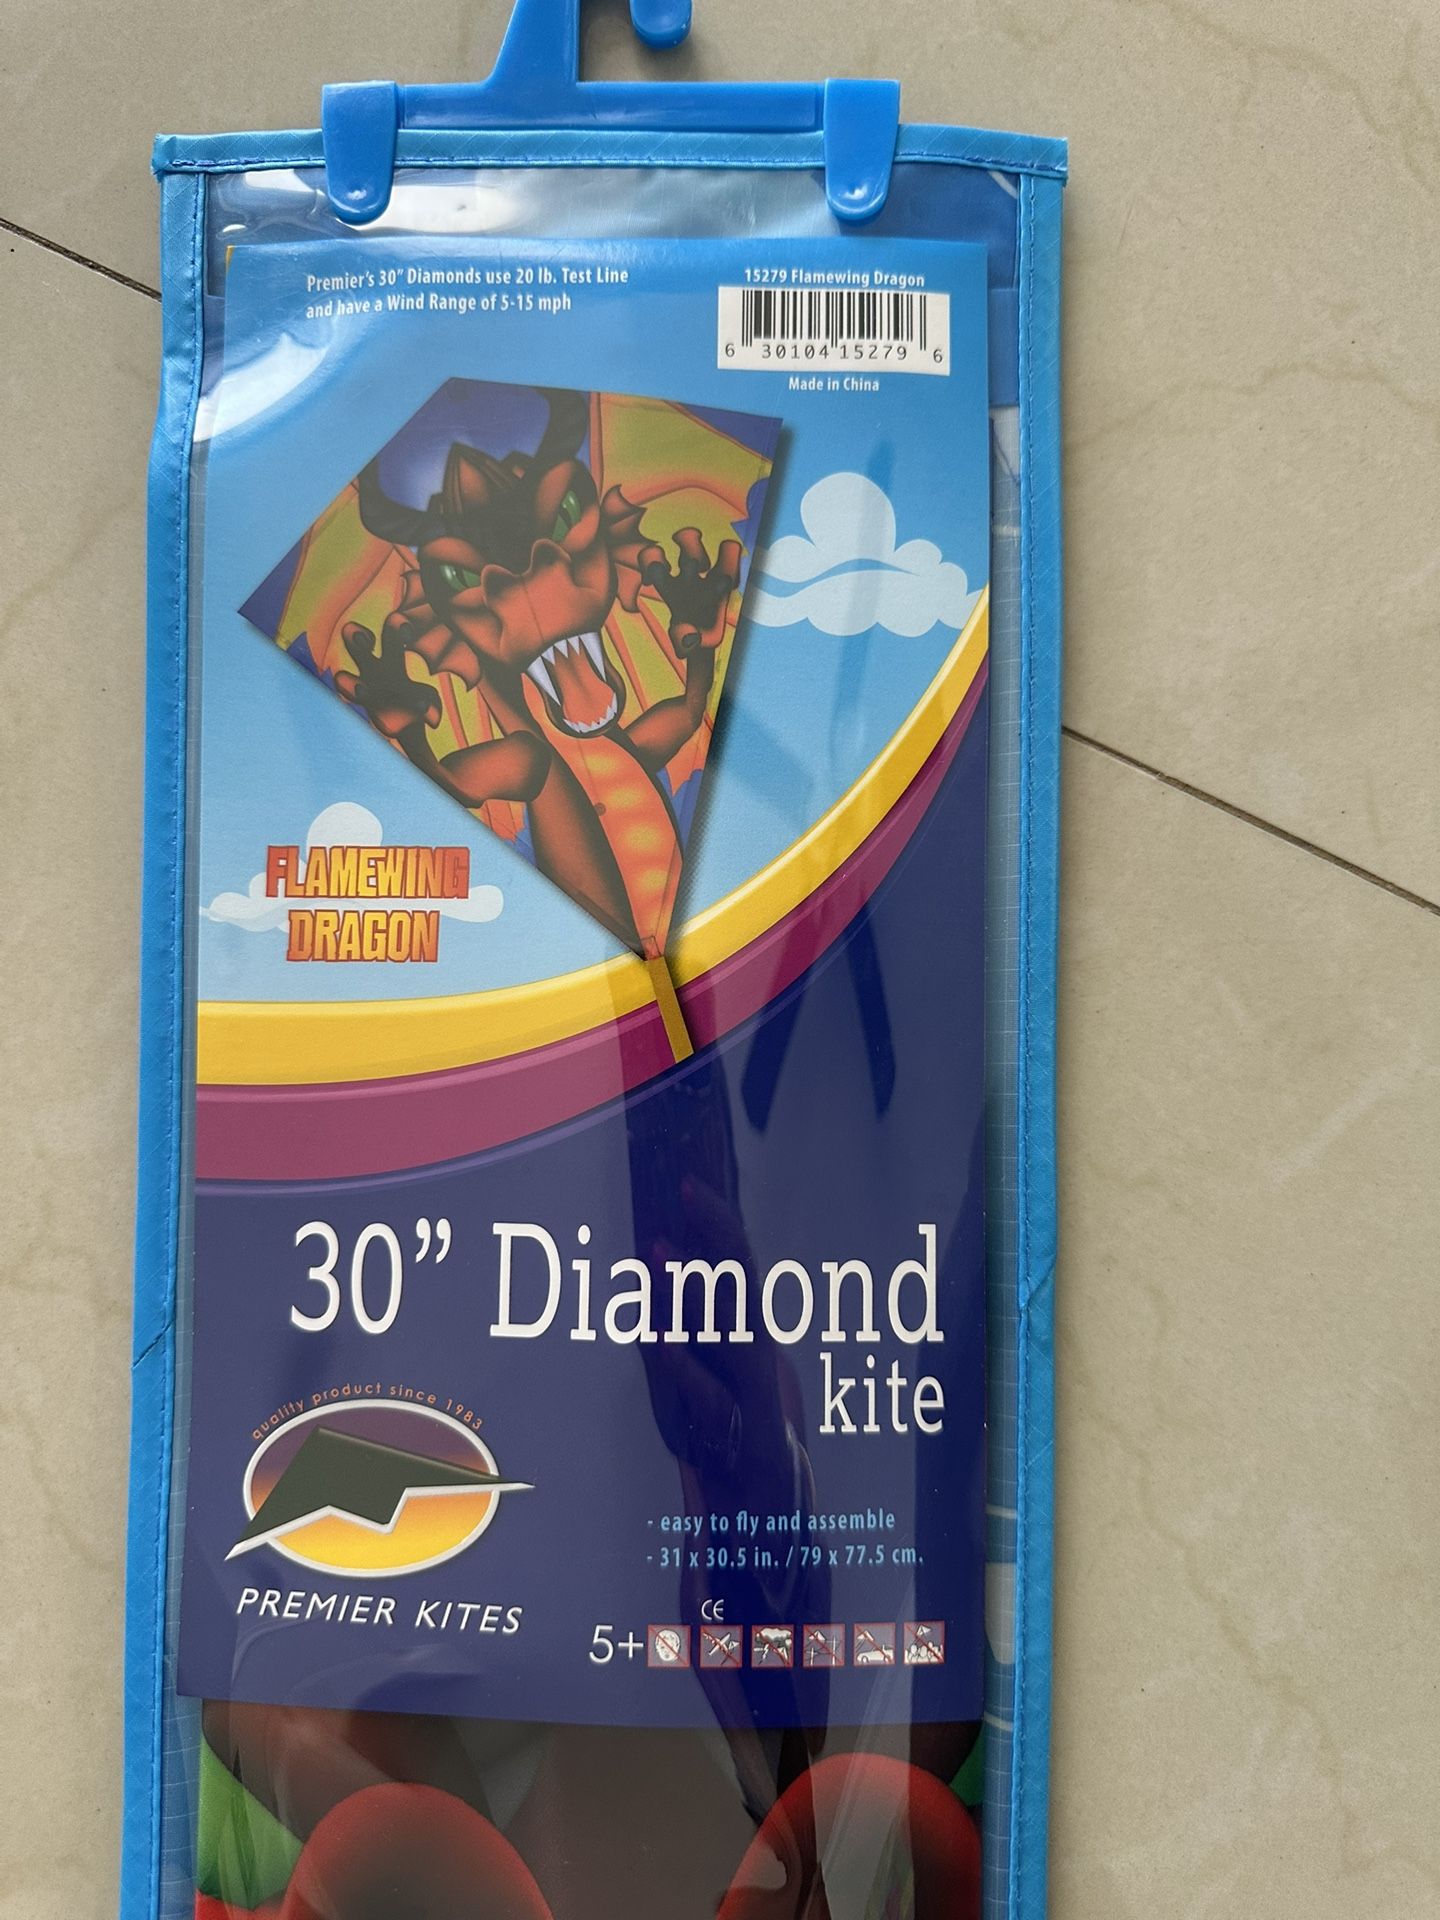 Premier's 30" Diamonds use 20 lb. Test Line
and have a Wind Range of 5-15 mph
15279 Flamewing Dragon
6 30104 15279 6
Made in China
FLAMEWING
DRAGON
30” Diamond
kite
quality product since 1983
PREMIER KITES
- easy to fly and assemble
- 31 x 30.5 in. / 79 x 77.5 cm.
CE
5+